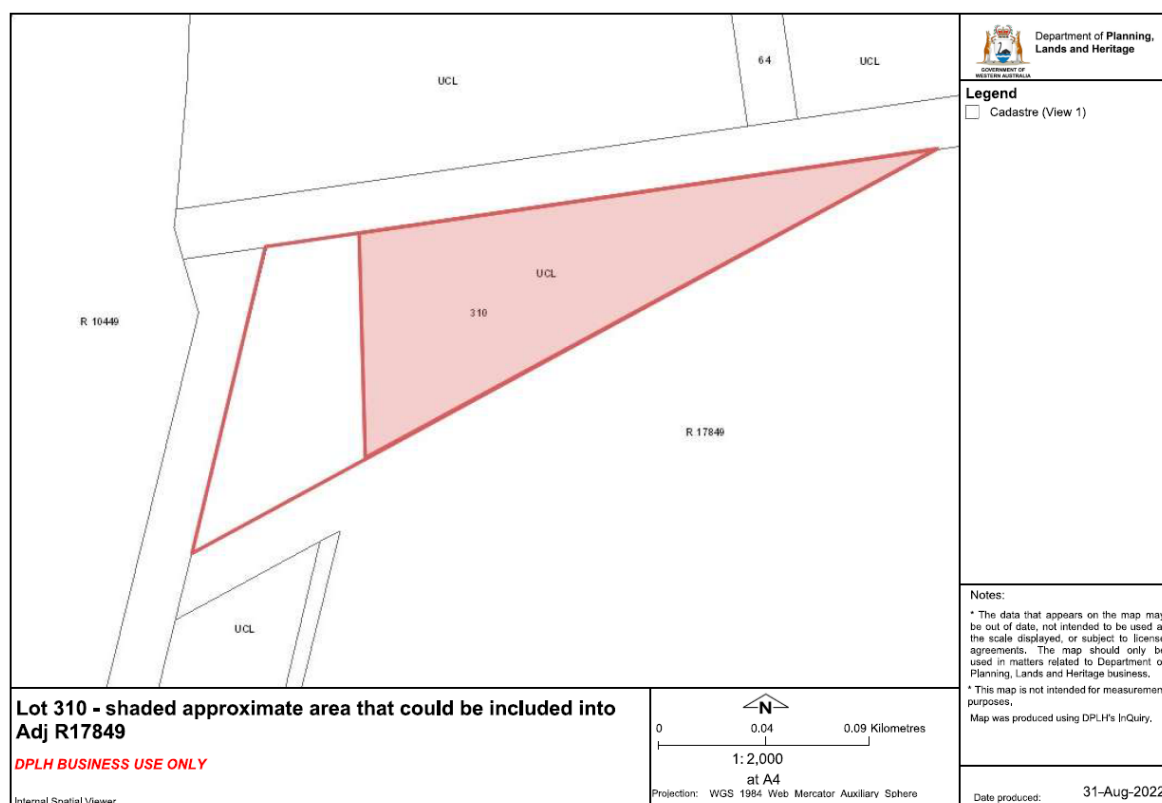 UCL
64
UCL
UCL
310
R 10449
R 17849
UCL
Department of Planning,
Lands and Heritage
GOVERNMENT OF
WESTERN AUSTRALIA
Legend
Cadastre (View 1)
Notes:
* The data that appears on the map may
be out of date, not intended to be used a
the scale displayed, or subject to license
agreements. The map should only be
used in matters related to Department o
Planning, Lands and Heritage business.
* This map is not intended for measuremen
purposes.
Map was produced using DPLH's InQuiry.
Lot 310 - shaded approximate area that could be included into
Adj R17849
DPLH BUSINESS USE ONLY
Internal Spatial Viewer
N
0 0.04 0.09 Kilometres
1: 2,000
at A4
Projection: WGS 1984 Web Mercator Auxiliary Sphere
Date produced: 31-Aug-2022